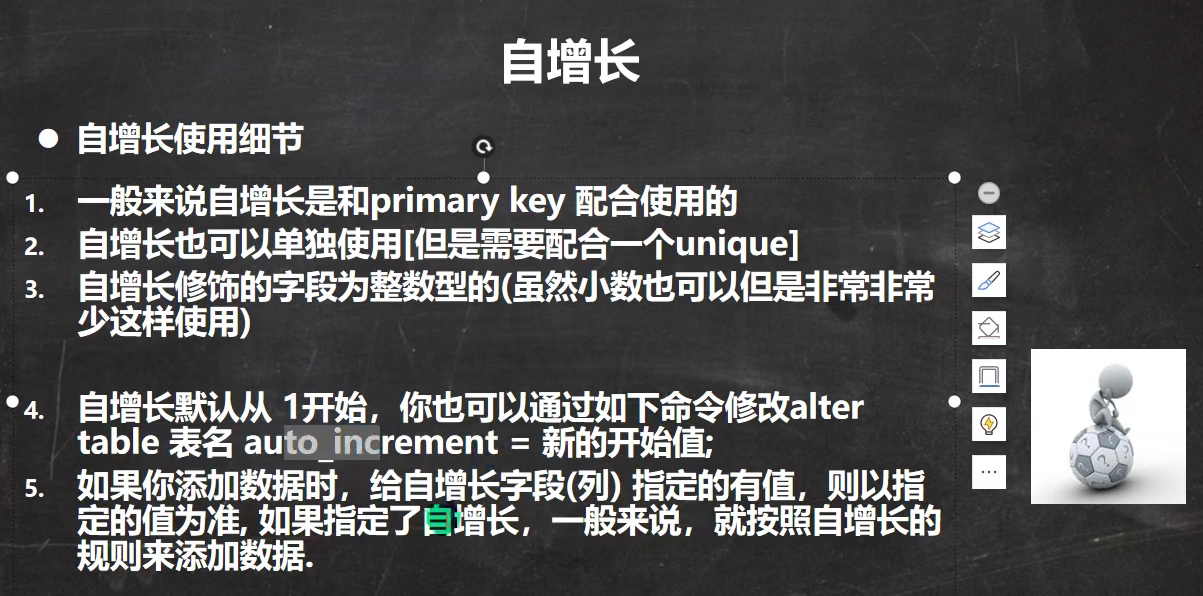 自增长
● 自增长使用细节
1. 一般来说自增长是和primary key 配合使用的
2. 自增长也可以单独使用[但是需要配合一个unique]
3. 自增长修饰的字段为整数型的(虽然小数也可以但是非常非常
少这样使用)
4. 自增长默认从 1开始，你也可以通过如下命令修改alter
table 表名 auto_increment = 新的开始值;
5. 如果你添加数据时，给自增长字段(列) 指定的有值，则以指
定的值为准, 如果指定了自增长，一般来说，就按照自增长的
规则来添加数据.